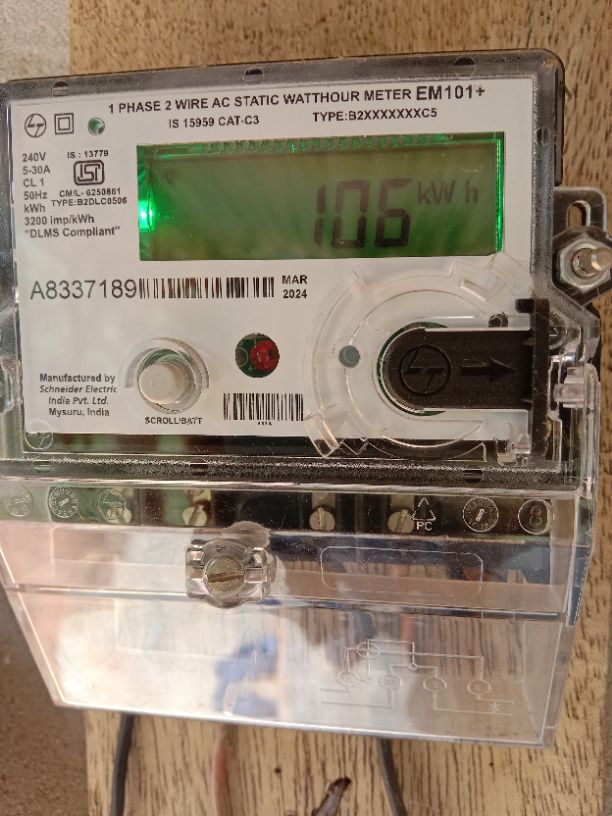 1 PHASE 2 WIRE AC STATIC WATTHOUR METER EM101+
IS 15959 CAT-C3 TYPE:B2XXXXXXXC5
240V
5-30A
CL 1
50Hz
kWh
3200 imp/kWh
"DLMS Compliant"
IS : 13779
ISI
CM/L- 6250861
TYPE:B2DLC0506
106 kWh
A8337189
MAR
2024
Manufactured by
Schneider Electric
India Pvt. Ltd.
Mysuru, India
SCROLL/BATT
PC